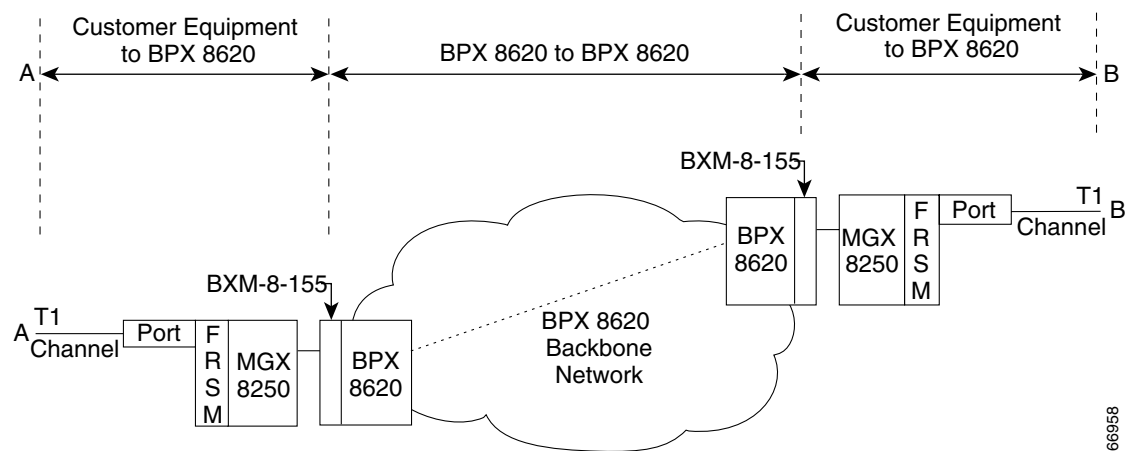 Customer Equipment
to BPX 8620
BPX 8620 to BPX 8620
Customer Equipment
to BPX 8620
A
B
BXM-8-155
BPX
8620
MGX
8250
F
R
S
M
Port
T1
Channel
B
BXM-8-155
A
T1
Channel
Port
F
R
S
M
MGX
8250
BPX
8620
BPX 8620
Backbone
Network
66958